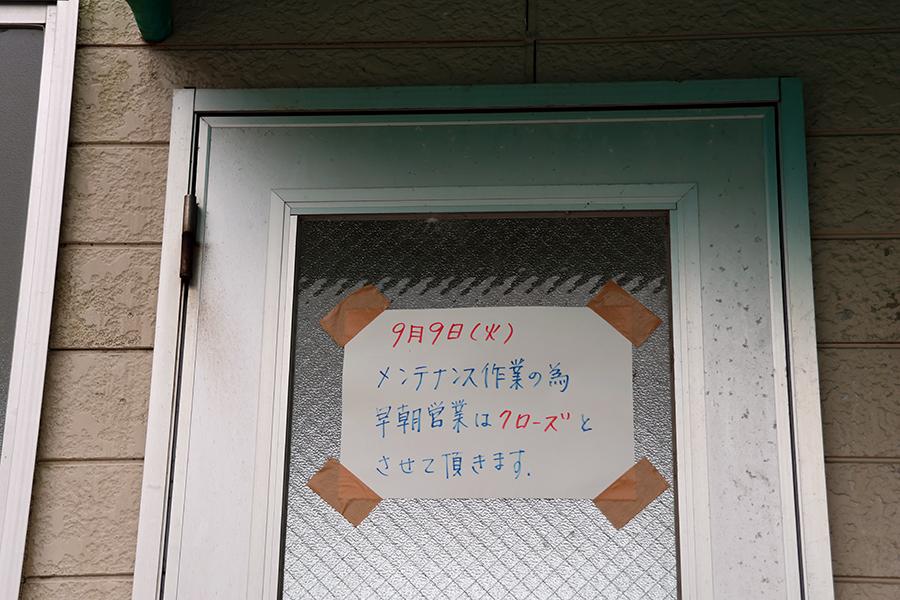 9月9日(火)
メンテナンス作業の為
早朝営業はクローズと
させて頂きます.